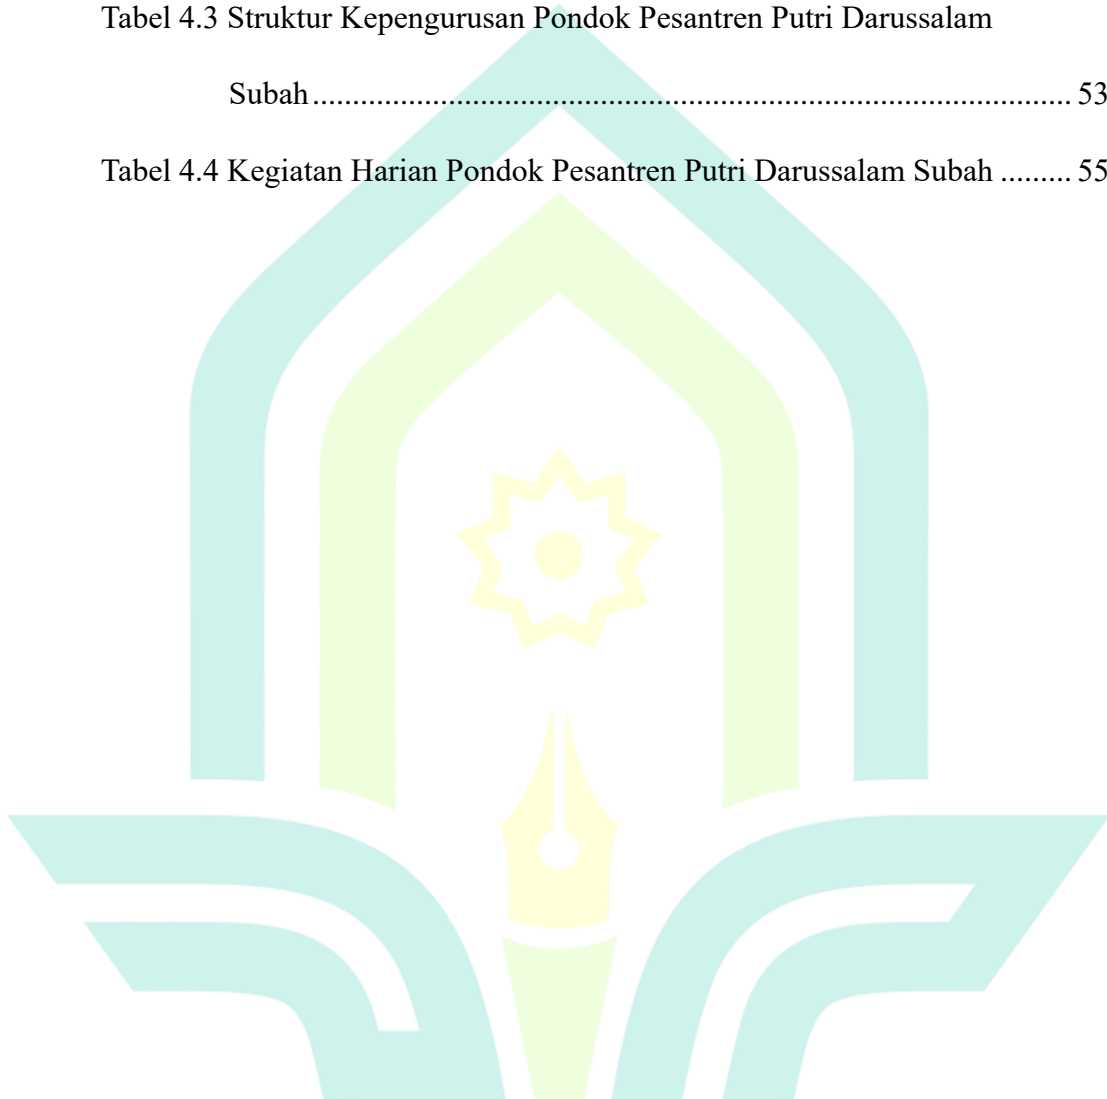 Tabel 4.3 Struktur Kepengurusan Pondok Pesantren Putri Darussalam
Subah ................................................................................................ 53
Tabel 4.4 Kegiatan Harian Pondok Pesantren Putri Darussalam Subah ......... 55